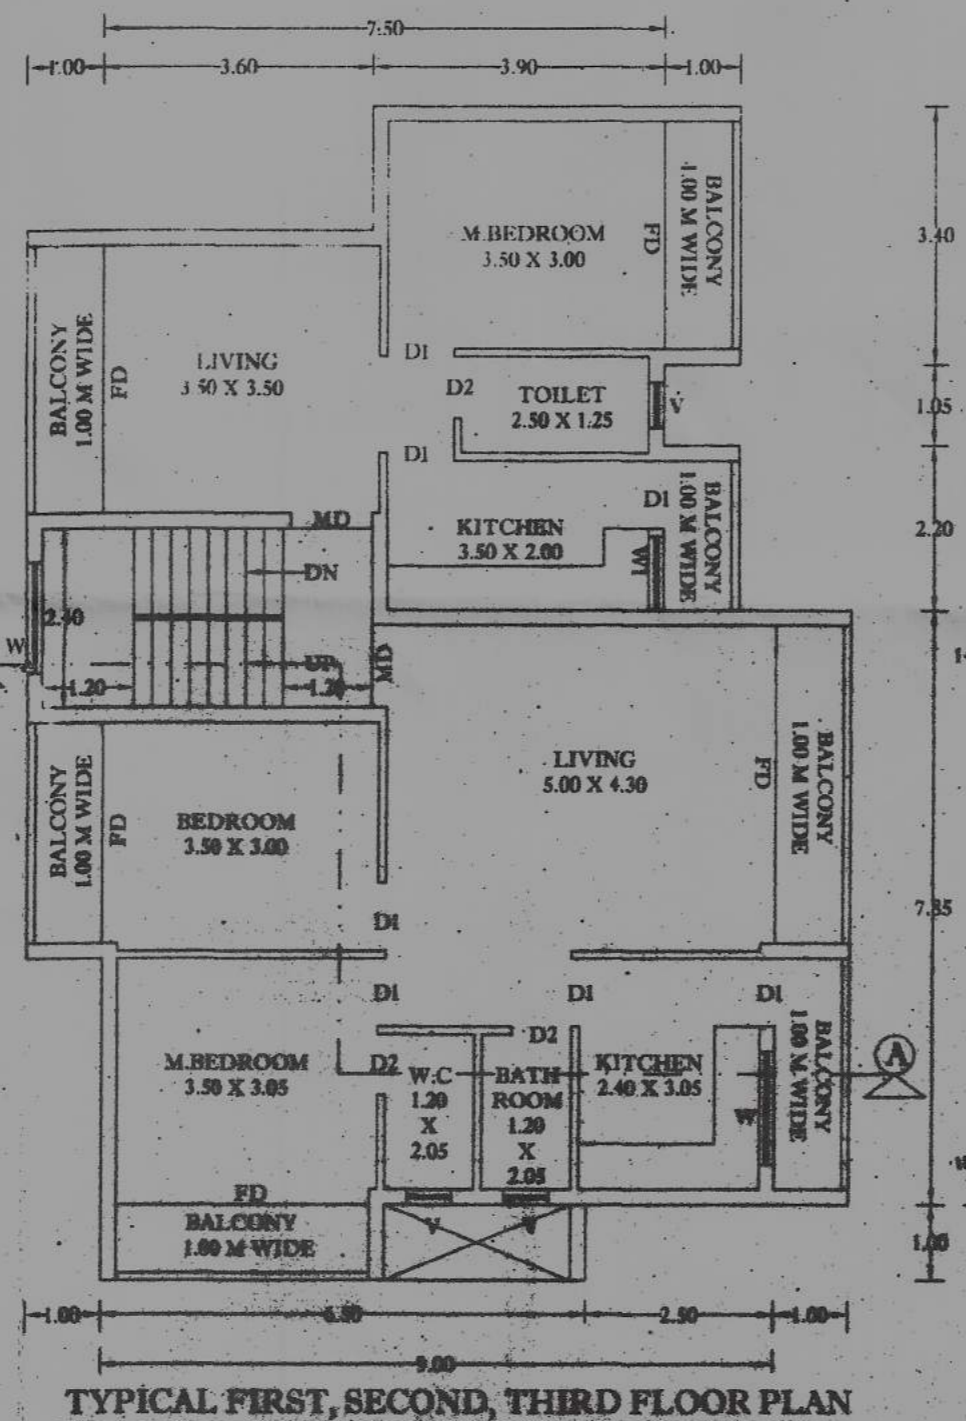 7.50
1.00 3.60 3.90 1.00
M.BEDROOM
3.50 X 3.00
FD
BALCONY
1.00 M WIDE
3.40
BALCONY
1.00 M WIDE
FD
LIVING
3.50 X 3.50
D1
D2
TOILET
2.50 X 1.25
V
1.05
D1
KITCHEN
3.50 X 2.00
D1
BALCONY
1.00 M WIDE
W1
2.20
MD
DN
2.40
W
UP
MD
1.20
1.20
LIVING
5.00 X 4.30
FD
BALCONY
1.00 M WIDE
BALCONY
1.00 M WIDE
FD
BEDROOM
3.50 X 3.00
D1
7.85
D1
D1
D1
D2
M.BEDROOM
3.50 X 3.05
D2
W.C
1.20
X
2.05
BATH
ROOM
1.20
X
2.05
KITCHEN
2.40 X 3.05
W
BALCONY
1.00 M WIDE
A
FD
BALCONY
1.00 M WIDE
V
V
1.00
1.00 2.50 1.00
9.00
TYPICAL FIRST, SECOND, THIRD FLOOR PLAN